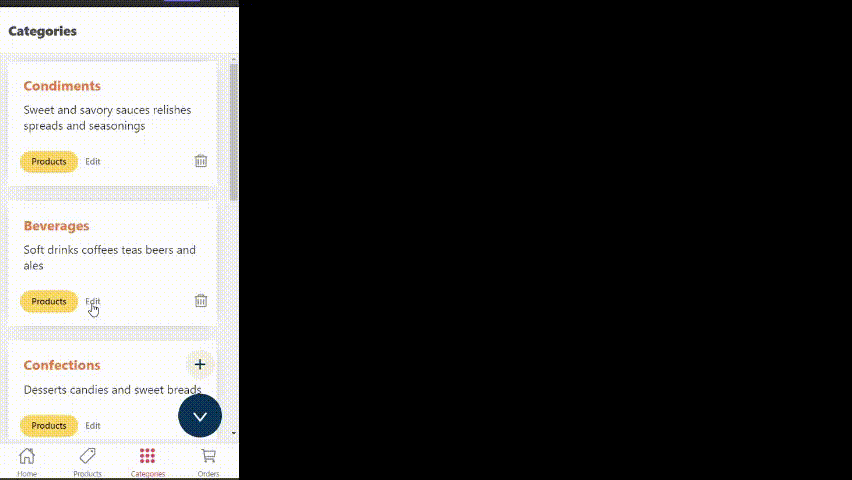 Categories
Condiments
Sweet and savory sauces relishes
spreads and seasonings
Products Edit
Beverages
Soft drinks coffees teas beers and
ales
Products Edit
Confections
Desserts candies and sweet breads
Products Edit
Home Products Categories Orders